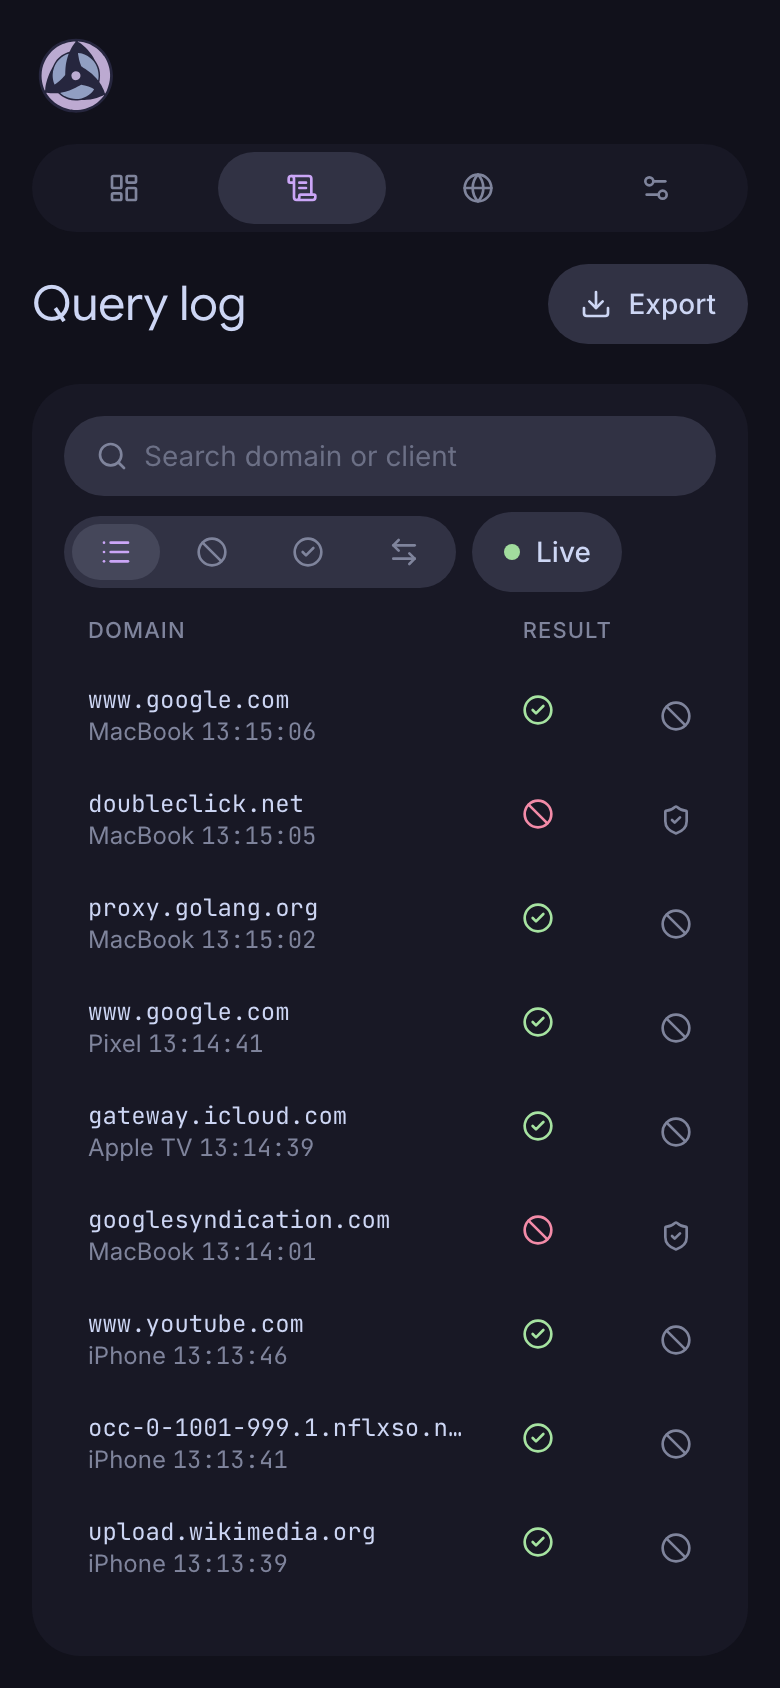 Query log
Export
Search domain or client
Live
DOMAIN RESULT
www.google.com
MacBook 13:15:06
doubleclick.net
MacBook 13:15:05
proxy.golang.org
MacBook 13:15:02
www.google.com
Pixel 13:14:41
gateway.icloud.com
Apple TV 13:14:39
googlesyndication.com
MacBook 13:14:01
www.youtube.com
iPhone 13:13:46
occ-0-1001-999.1.nflxso.n…
iPhone 13:13:41
upload.wikimedia.org
iPhone 13:13:39